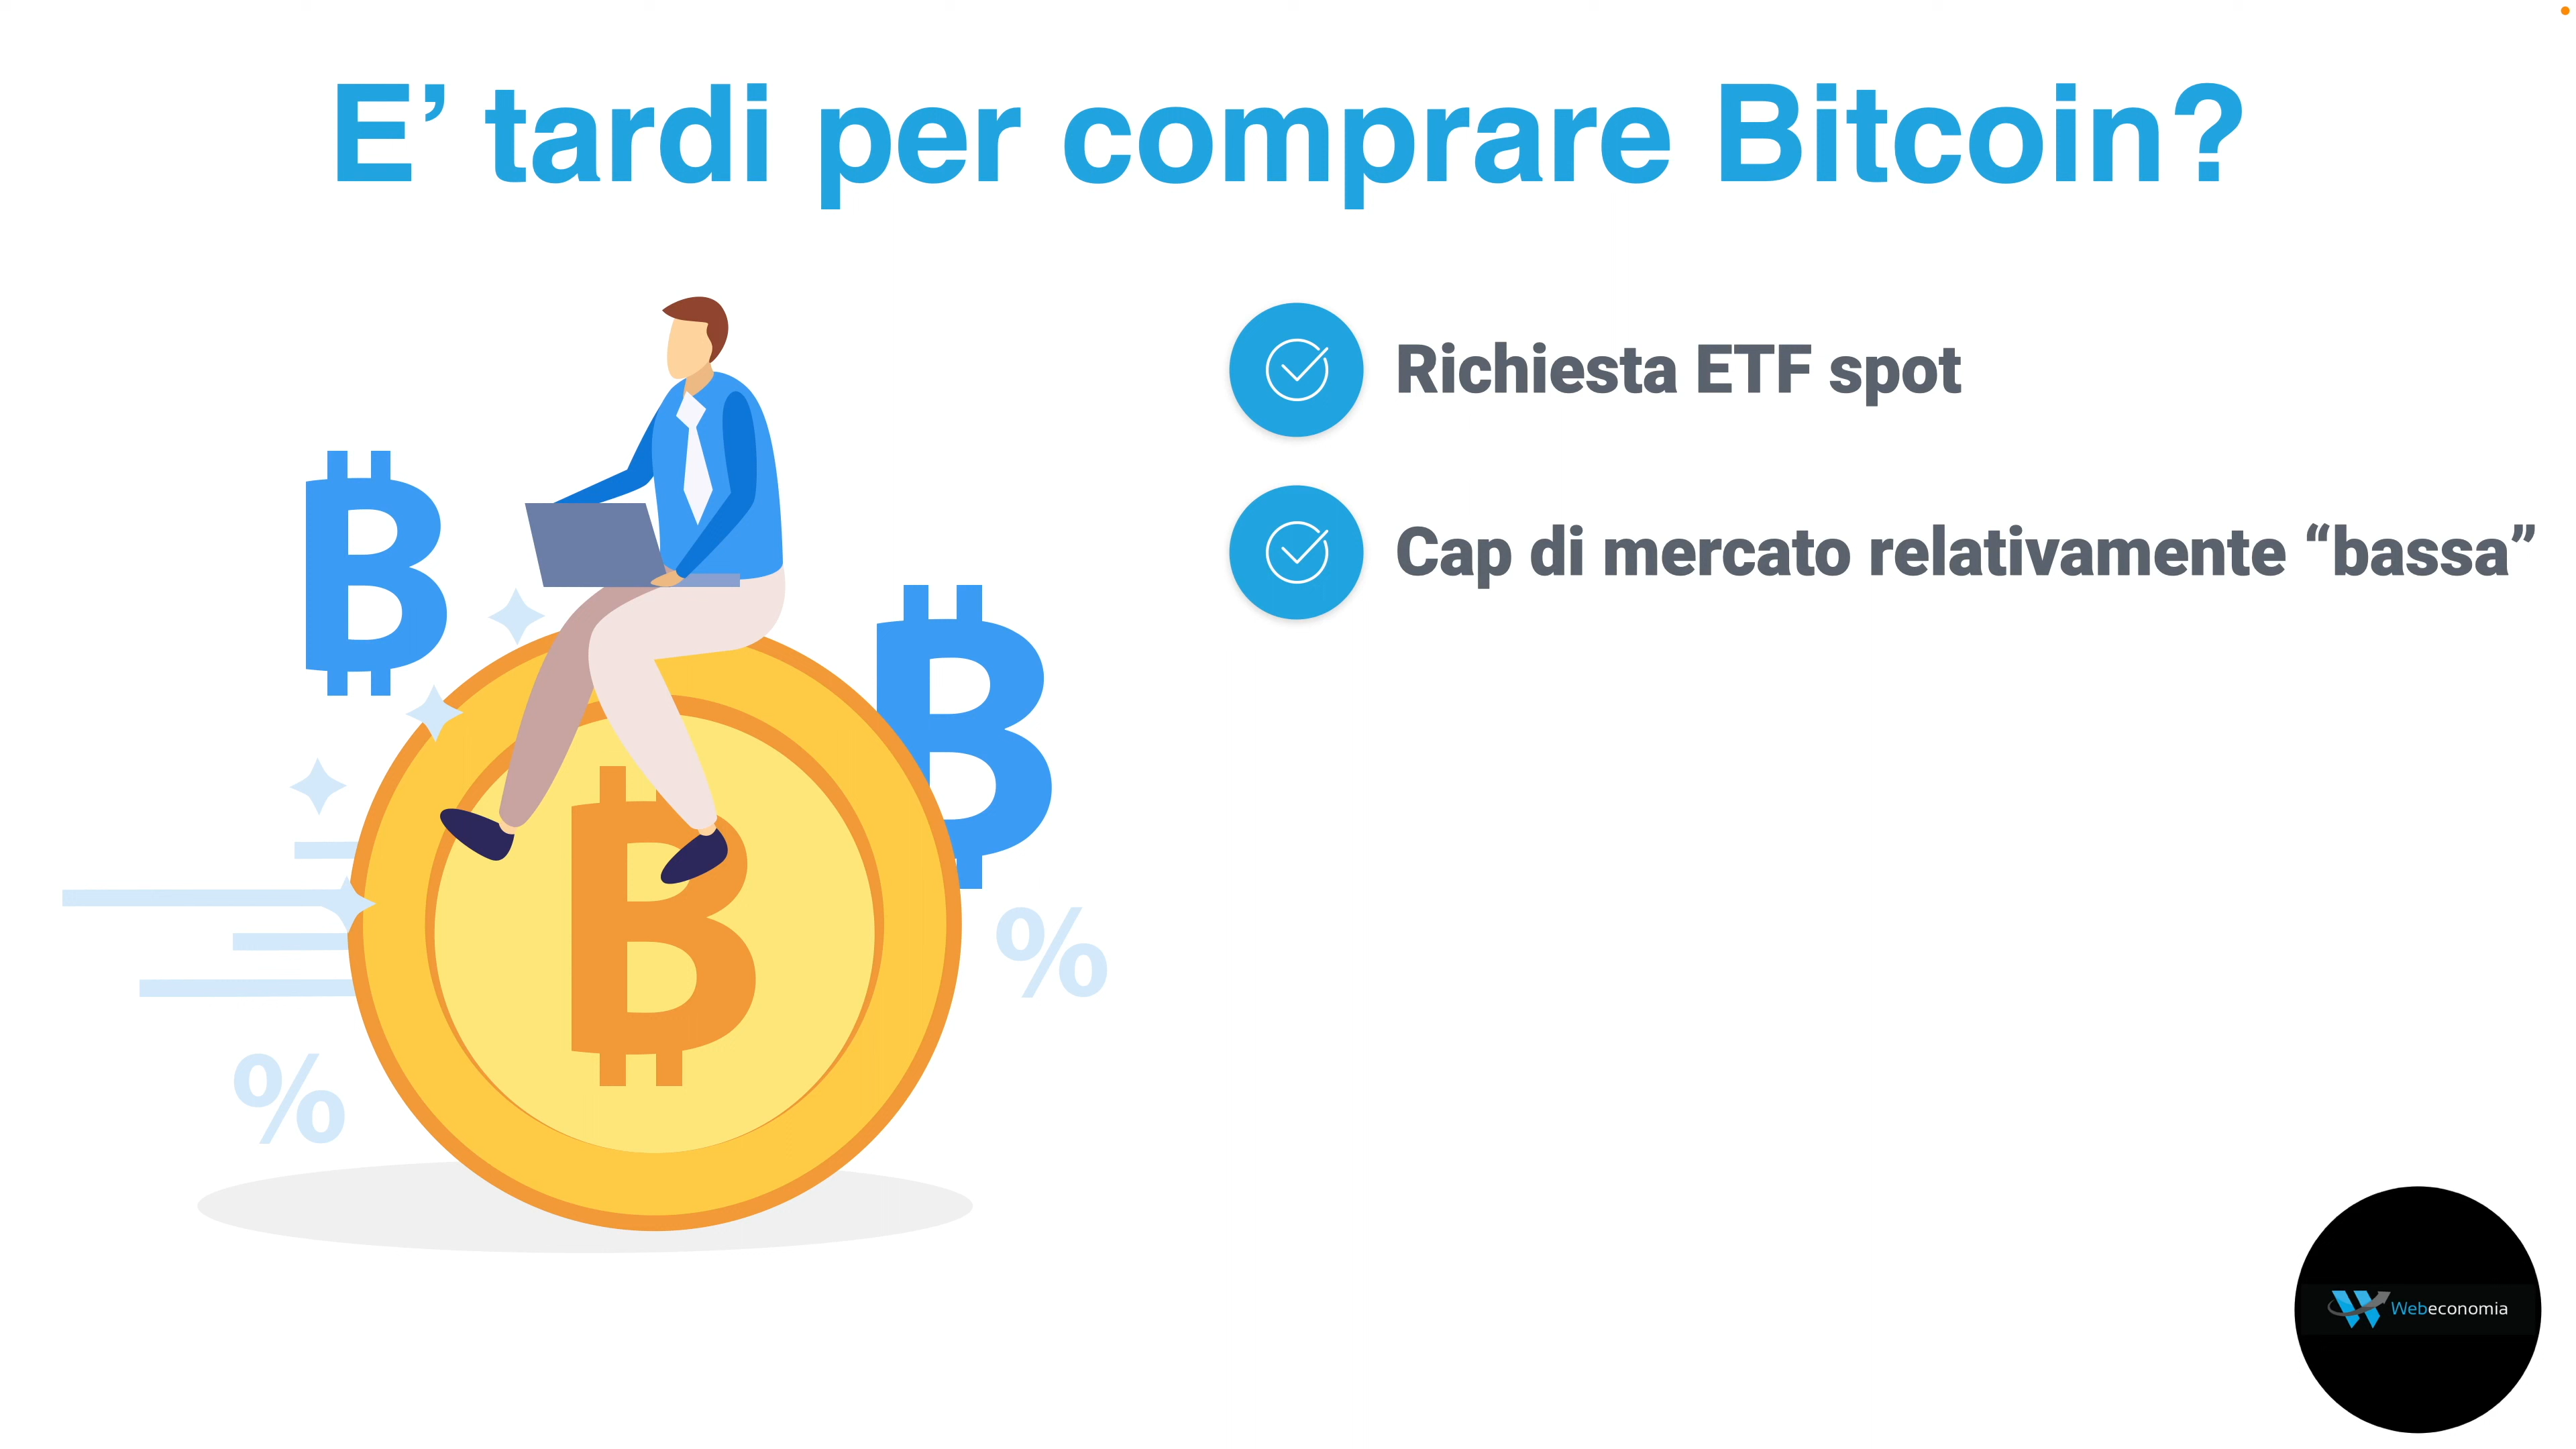 E’ tardi per comprare Bitcoin?
Richiesta ETF spot
Cap di mercato relativamente “bassa”
%
%
Webeconomia